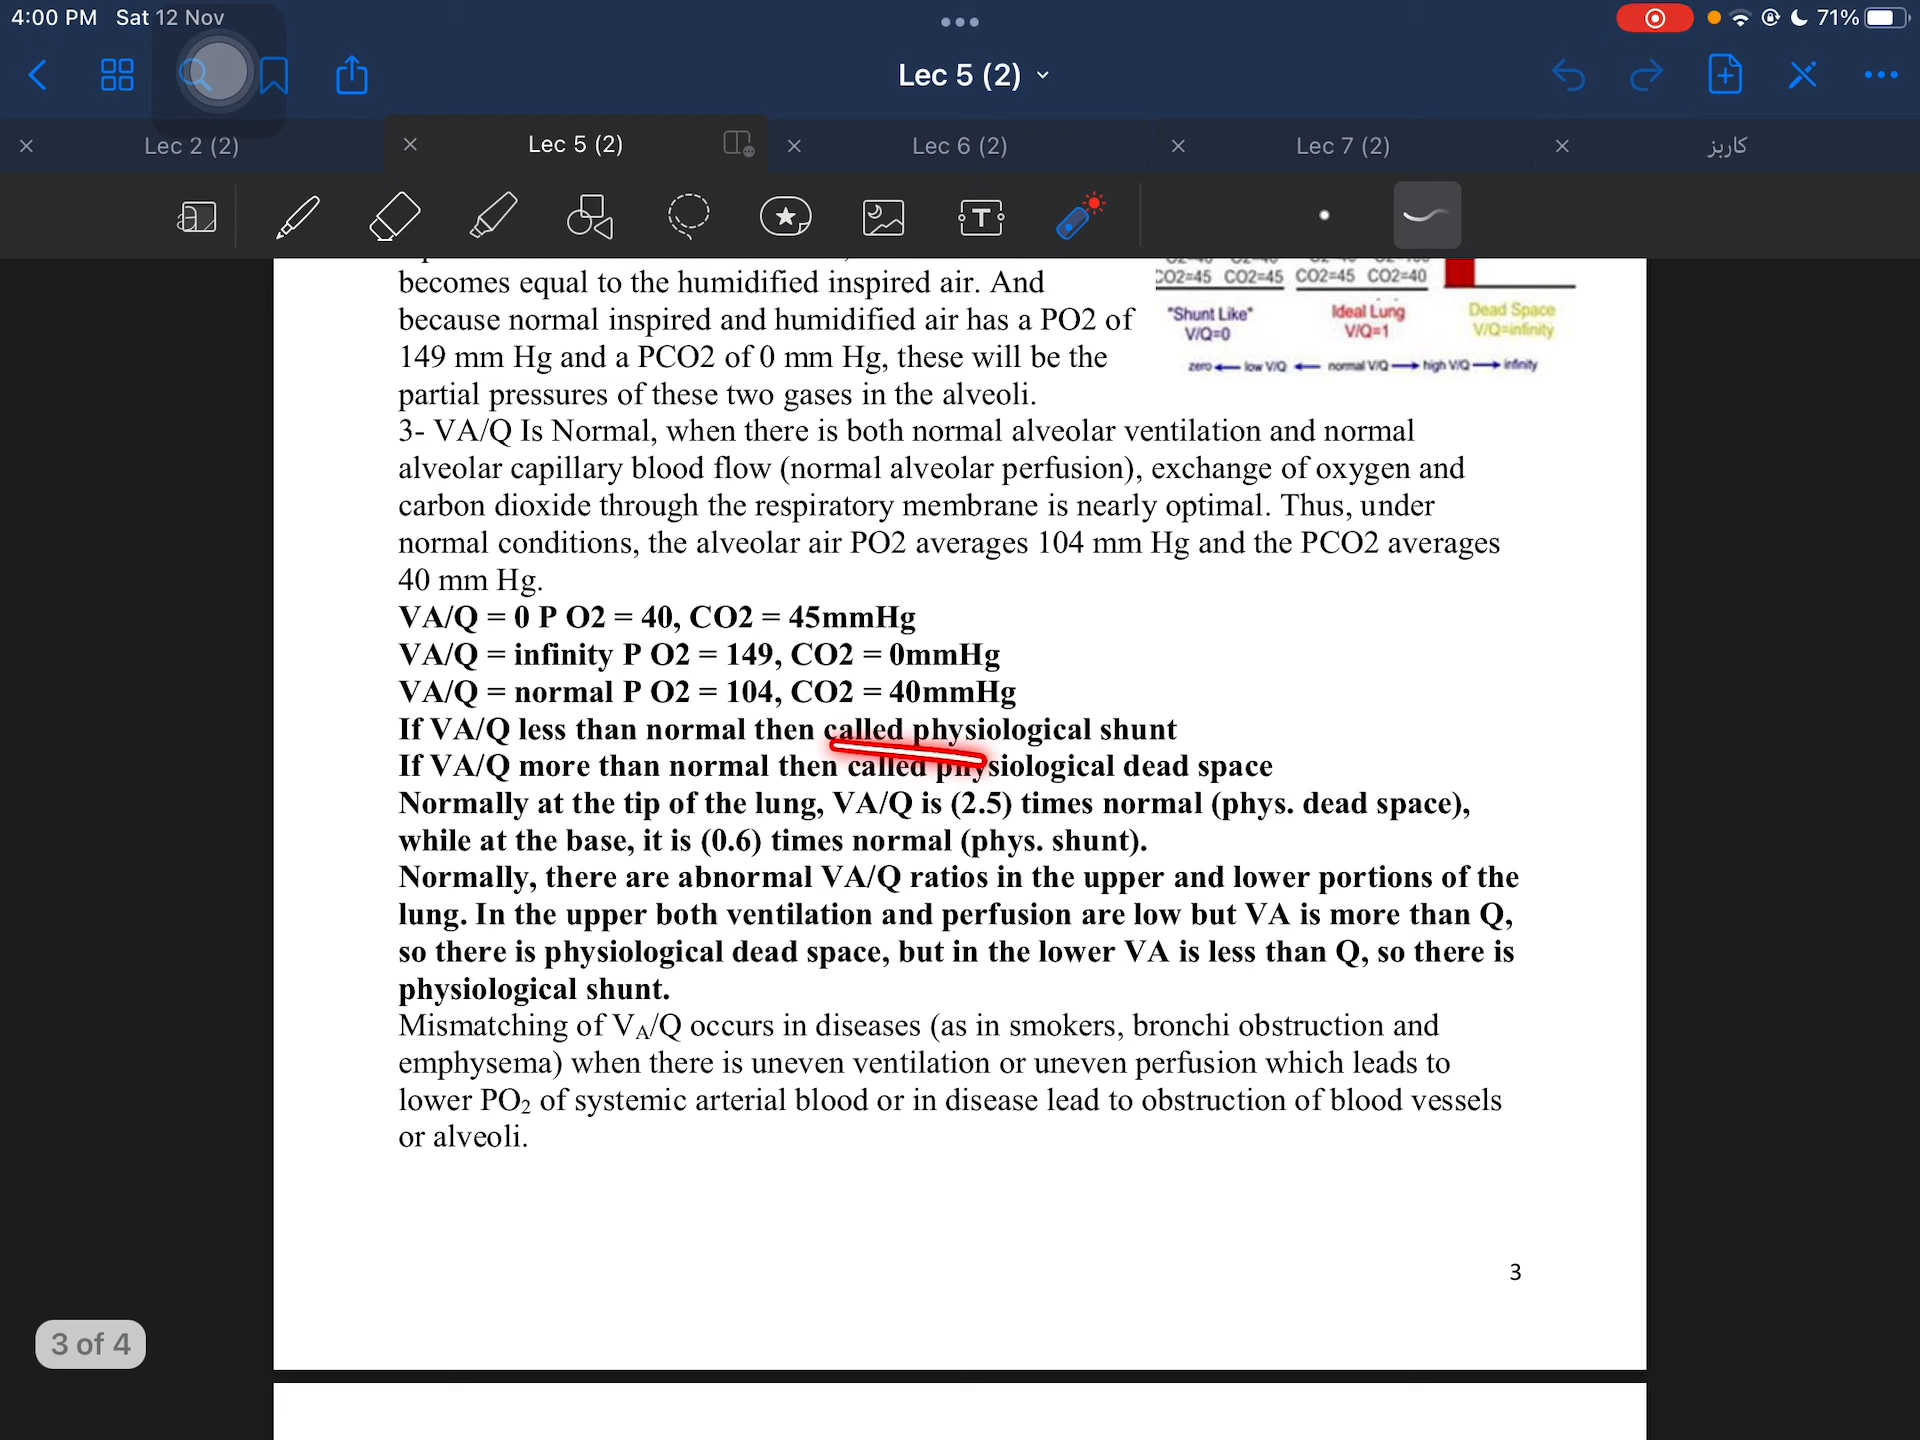 4:00 PM Sat 12 Nov
71%
Lec 5 (2)
Lec 2 (2)
Lec 5 (2)
Lec 6 (2)
Lec 7 (2)
كاربز
becomes equal to the humidified inspired air. And
because normal inspired and humidified air has a PO2 of
149 mm Hg and a PCO2 of 0 mm Hg, these will be the
partial pressures of these two gases in the alveoli.
CO2=45 CO2=45 CO2=45 CO2=40
"Shunt Like" Ideal Lung Dead Space
V/Q=0 V/Q=1 V/Q=infinity
zero low V/Q normal V/Q high V/Q infinity
3- VA/Q Is Normal, when there is both normal alveolar ventilation and normal
alveolar capillary blood flow (normal alveolar perfusion), exchange of oxygen and
carbon dioxide through the respiratory membrane is nearly optimal. Thus, under
normal conditions, the alveolar air PO2 averages 104 mm Hg and the PCO2 averages
40 mm Hg.
VA/Q = 0 P O2 = 40, CO2 = 45mmHg
VA/Q = infinity P O2 = 149, CO2 = 0mmHg
VA/Q = normal P O2 = 104, CO2 = 40mmHg
If VA/Q less than normal then called physiological shunt
If VA/Q more than normal then called physiological dead space
Normally at the tip of the lung, VA/Q is (2.5) times normal (phys. dead space),
while at the base, it is (0.6) times normal (phys. shunt).
Normally, there are abnormal VA/Q ratios in the upper and lower portions of the
lung. In the upper both ventilation and perfusion are low but VA is more than Q,
so there is physiological dead space, but in the lower VA is less than Q, so there is
physiological shunt.
Mismatching of VA/Q occurs in diseases (as in smokers, bronchi obstruction and
emphysema) when there is uneven ventilation or uneven perfusion which leads to
lower PO2 of systemic arterial blood or in disease lead to obstruction of blood vessels
or alveoli.
3
3 of 4